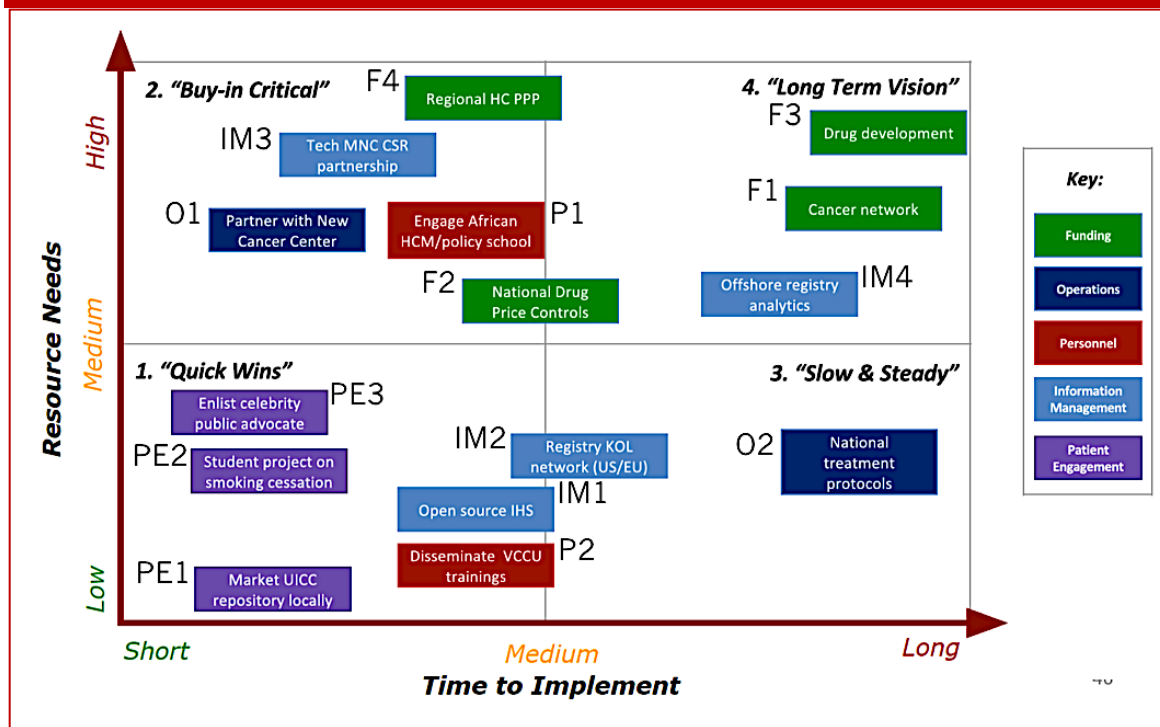 2. “Buy-in Critical”
F4
Regional HC PPP
4. “Long Term Vision”
F3
Drug development
IM3
Tech MNC CSR
partnership
F1
Cancer network
O1
Partner with New
Cancer Center
Engage African
HCM/policy school
P1
F2
National Drug
Price Controls
Offshore registry
analytics
IM4
1. “Quick Wins”
3. “Slow & Steady”
Enlist celebrity
public advocate
PE3
PE2
Student project on
smoking cessation
IM2
Registry KOL
network (US/EU)
O2
National
treatment
protocols
IM1
Open source IHS
Disseminate VCCU
trainings
P2
PE1
Market UICC
repository locally
High
Medium
Low
Resource Needs
Short
Medium
Long
Time to Implement
Key:
Funding
Operations
Personnel
Information
Management
Patient
Engagement